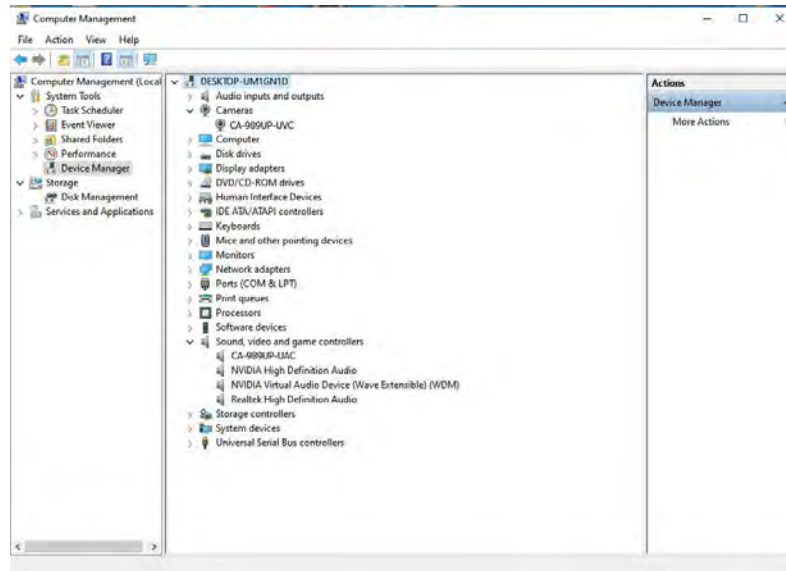 Computer Management
File Action View Help
Computer Management (Local
System Tools
Task Scheduler
Event Viewer
Shared Folders
Performance
Device Manager
Storage
Disk Management
Services and Applications
DESKTOP-UM1GN1D
Audio inputs and outputs
Cameras
CA-989UP-UVC
Computer
Disk drives
Display adapters
DVD/CD-ROM drives
Human Interface Devices
IDE ATA/ATAPI controllers
Keyboards
Mice and other pointing devices
Monitors
Network adapters
Ports (COM & LPT)
Print queues
Processors
Software devices
Sound, video and game controllers
CA-989UP-UAC
NVIDIA High Definition Audio
NVIDIA Virtual Audio Device (Wave Extensible) (WDM)
Realtek High Definition Audio
Storage controllers
System devices
Universal Serial Bus controllers
Actions
Device Manager
More Actions